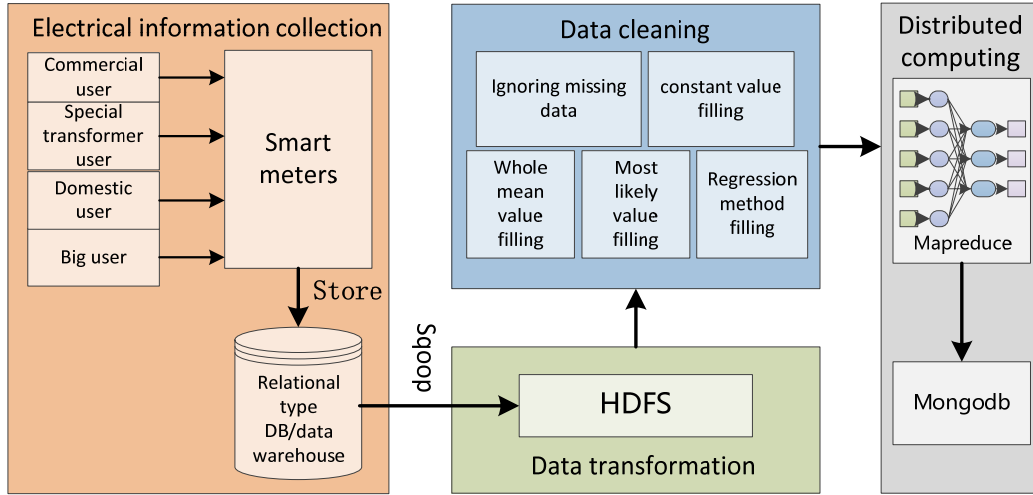 Electrical information collection
Commercial
user
Special
transformer
user
Domestic
user
Big user
Smart
meters
Store
Relational
type
DB/data
warehouse
Sqoop
Data cleaning
Ignoring missing
data
constant value
filling
Whole
mean
value
filling
Most
likely
value
filling
Regression
method
filling
HDFS
Data transformation
Distributed
computing
Mapreduce
Mongodb